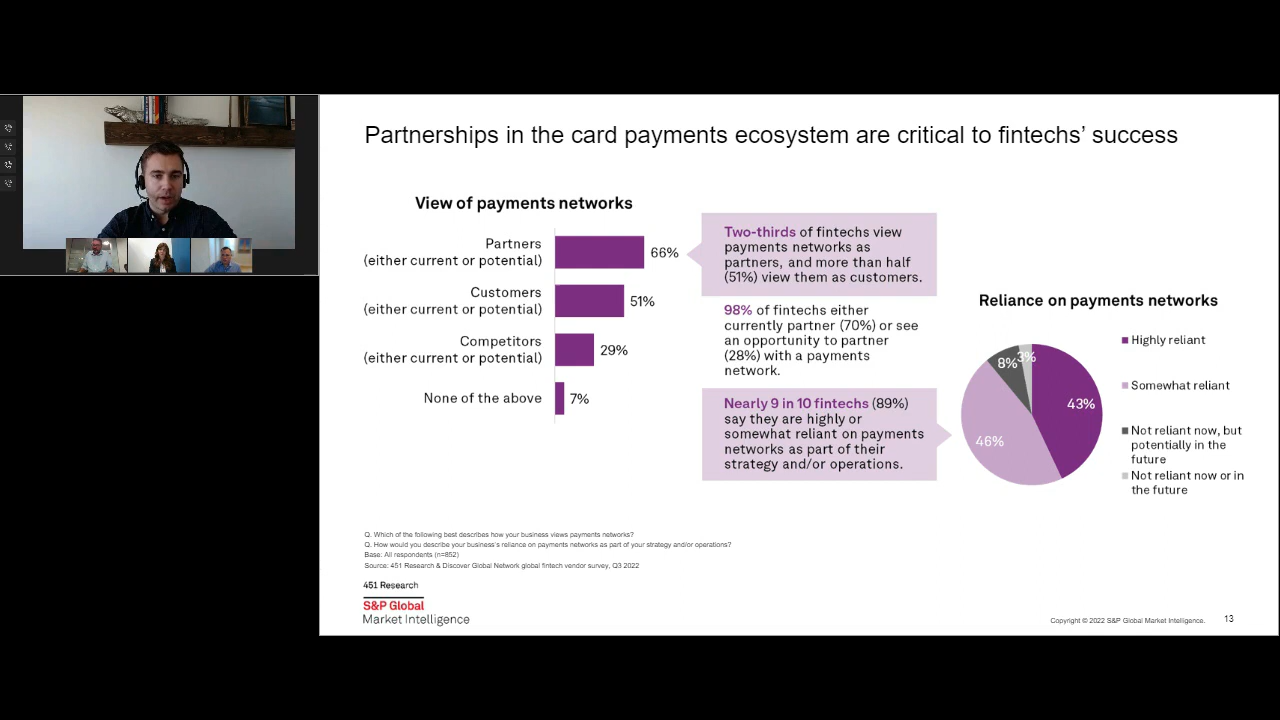 Partnerships in the card payments ecosystem are critical to fintechs’ success
View of payments networks
Partners
(either current or potential)
66%
Customers
(either current or potential)
51%
Competitors
(either current or potential)
29%
None of the above
7%
Two-thirds of fintechs view
payments networks as
partners, and more than half
(51%) view them as customers.
98% of fintechs either
currently partner (70%) or see
an opportunity to partner
(28%) with a payments
network.
Nearly 9 in 10 fintechs (89%)
say they are highly or
somewhat reliant on payments
networks as part of their
strategy and/or operations.
Reliance on payments networks
8%
3%
43%
46%
Highly reliant
Somewhat reliant
Not reliant now, but
potentially in the
future
Not reliant now or in
the future
Q. Which of the following best describes how your business views payments networks?
Q. How would you describe your business’s reliance on payments networks as part of your strategy and/or operations?
Base: All respondents (n=852)
Source: 451 Research & Discover Global Network global fintech vendor survey, Q3 2022
451 Research
S&P Global
Market Intelligence
Copyright © 2022 S&P Global Market Intelligence.
13